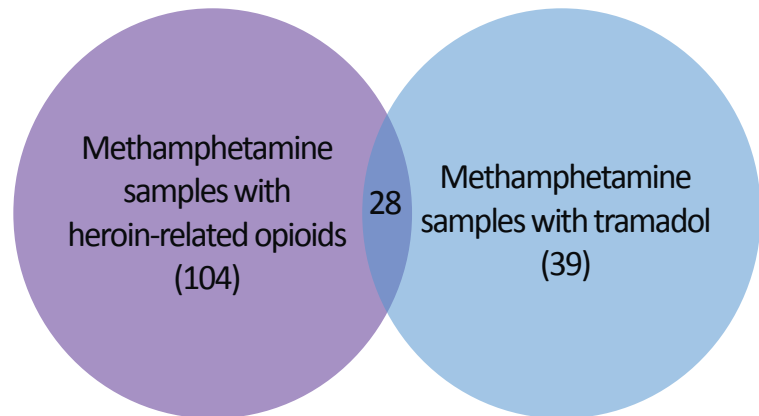 Methamphetamine
samples with
heroin-related opioids
(104)
28
Methamphetamine
samples with tramadol
(39)